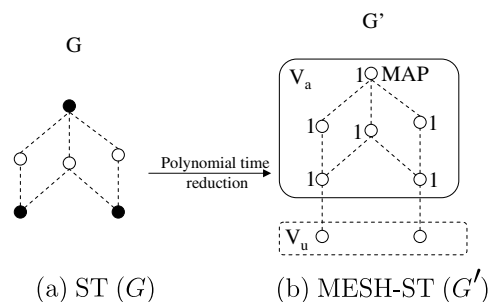 G
G'
V_a
1 MAP
1 1 1
1 1
Polynomial time
reduction
V_u
(a) ST (G)
(b) MESH-ST (G′)